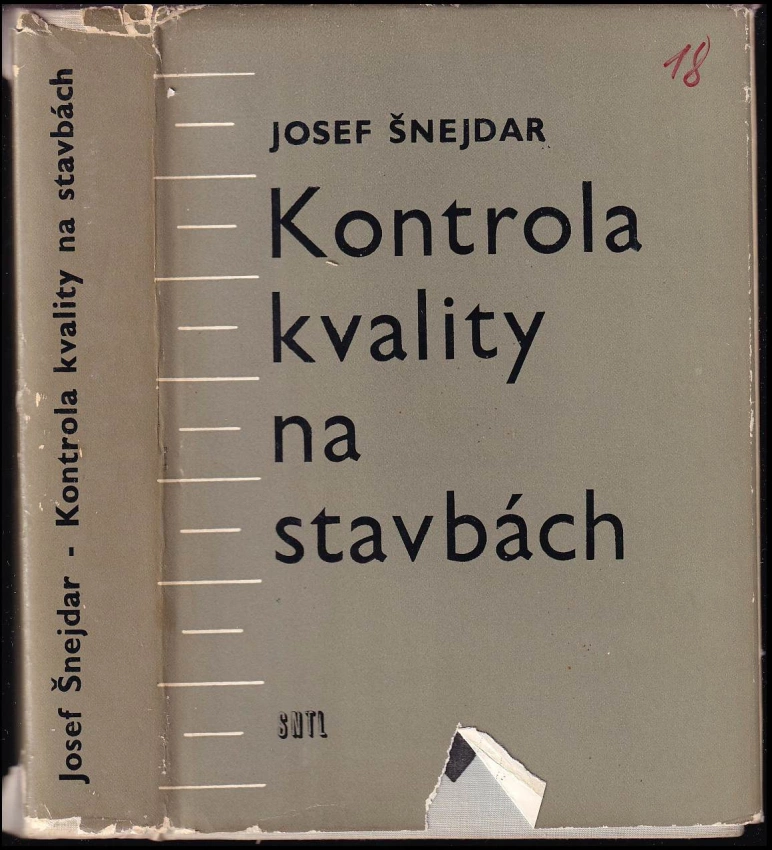 Josef Šnejdar - Kontrola kvality na stavbách
18
JOSEF ŠNEJDAR
Kontrola
kvality
na
stavbách
SNTL